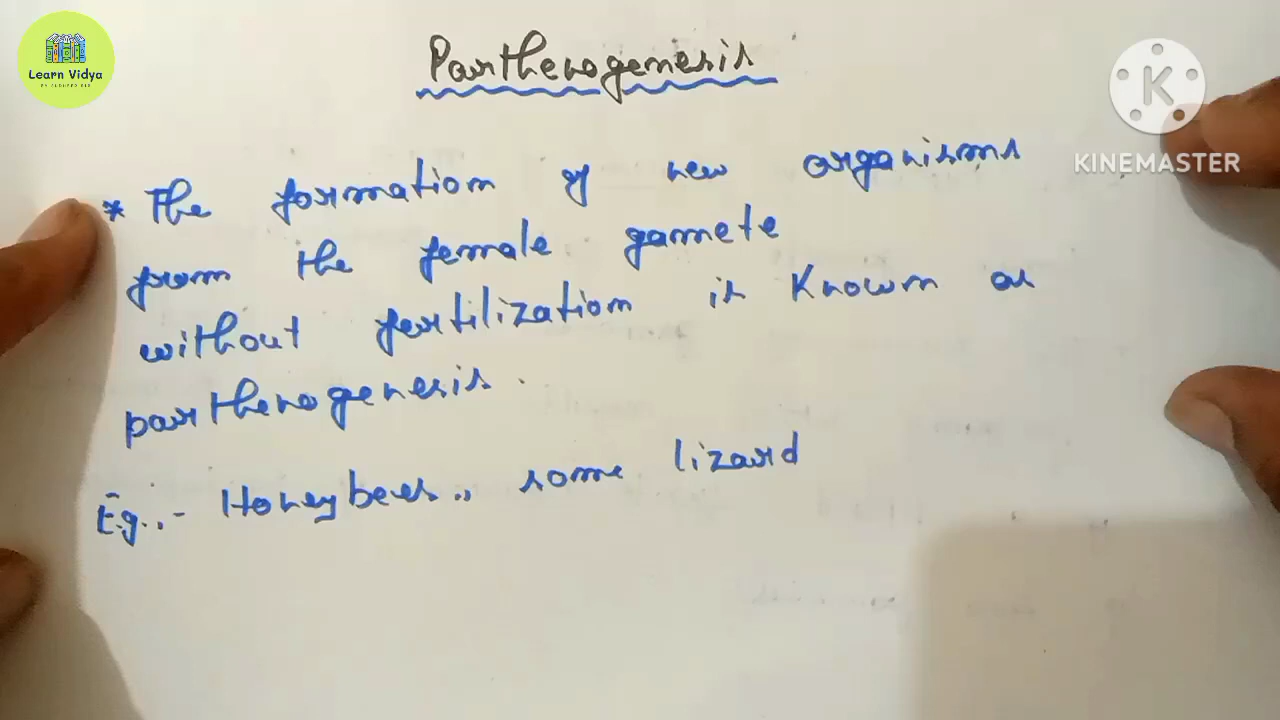 Learn Vidya
Parthenogenesis
KINEMASTER
* The formation of new organisms
from the female gamete
without fertilization is known as
parthenogenesis.
E.g.:- Honeybees,, some lizard